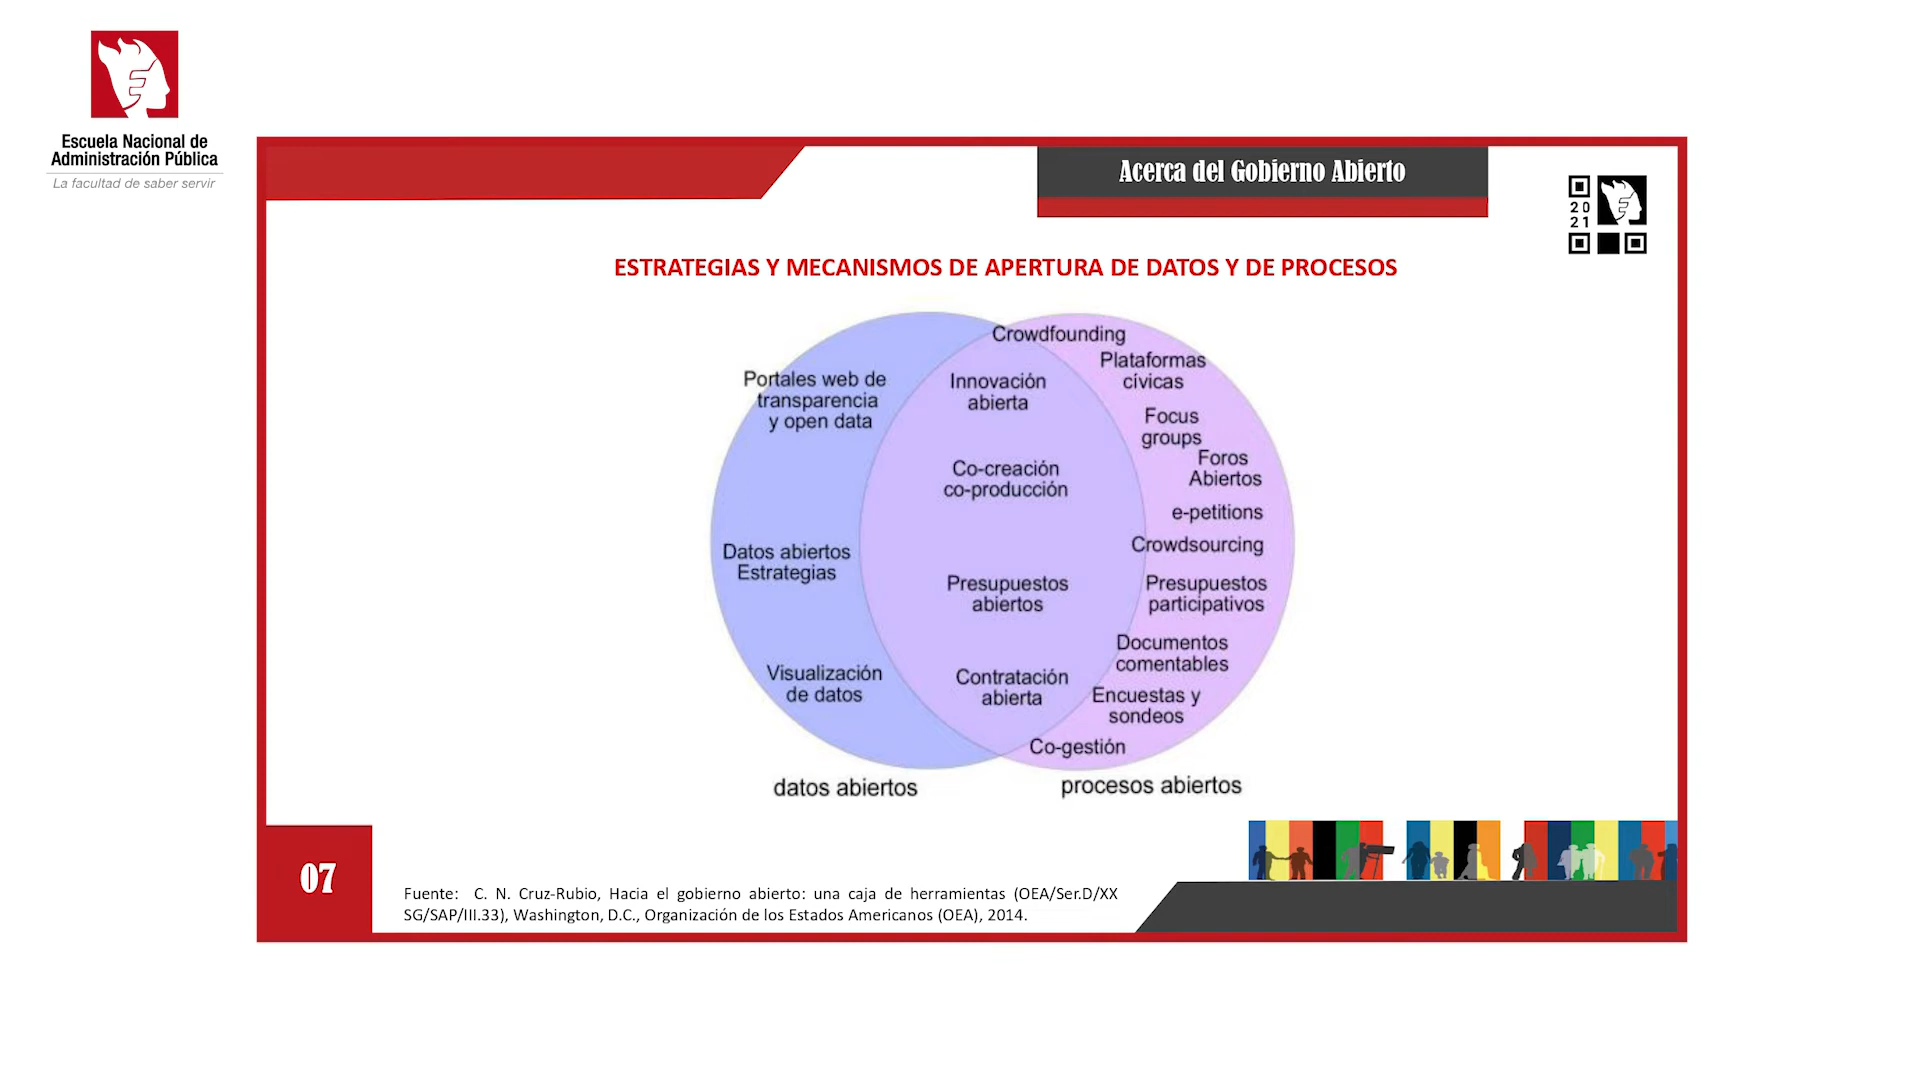 Escuela Nacional de
Administración Pública
La facultad de saber servir
Acerca del Gobierno Abierto
20
21
ESTRATEGIAS Y MECANISMOS DE APERTURA DE DATOS Y DE PROCESOS
Portales web de
transparencia
y open data
Datos abiertos
Estrategias
Visualización
de datos
Innovación
abierta
Co-creación
co-producción
Presupuestos
abiertos
Contratación
abierta
Crowdfounding
Plataformas
cívicas
Focus
groups
Foros
Abiertos
e-petitions
Crowdsourcing
Presupuestos
participativos
Documentos
comentables
Encuestas y
sondeos
Co-gestión
datos abiertos
procesos abiertos
07
Fuente: C. N. Cruz-Rubio, Hacia el gobierno abierto: una caja de herramientas (OEA/Ser.D/XX
SG/SAP/III.33), Washington, D.C., Organización de los Estados Americanos (OEA), 2014.